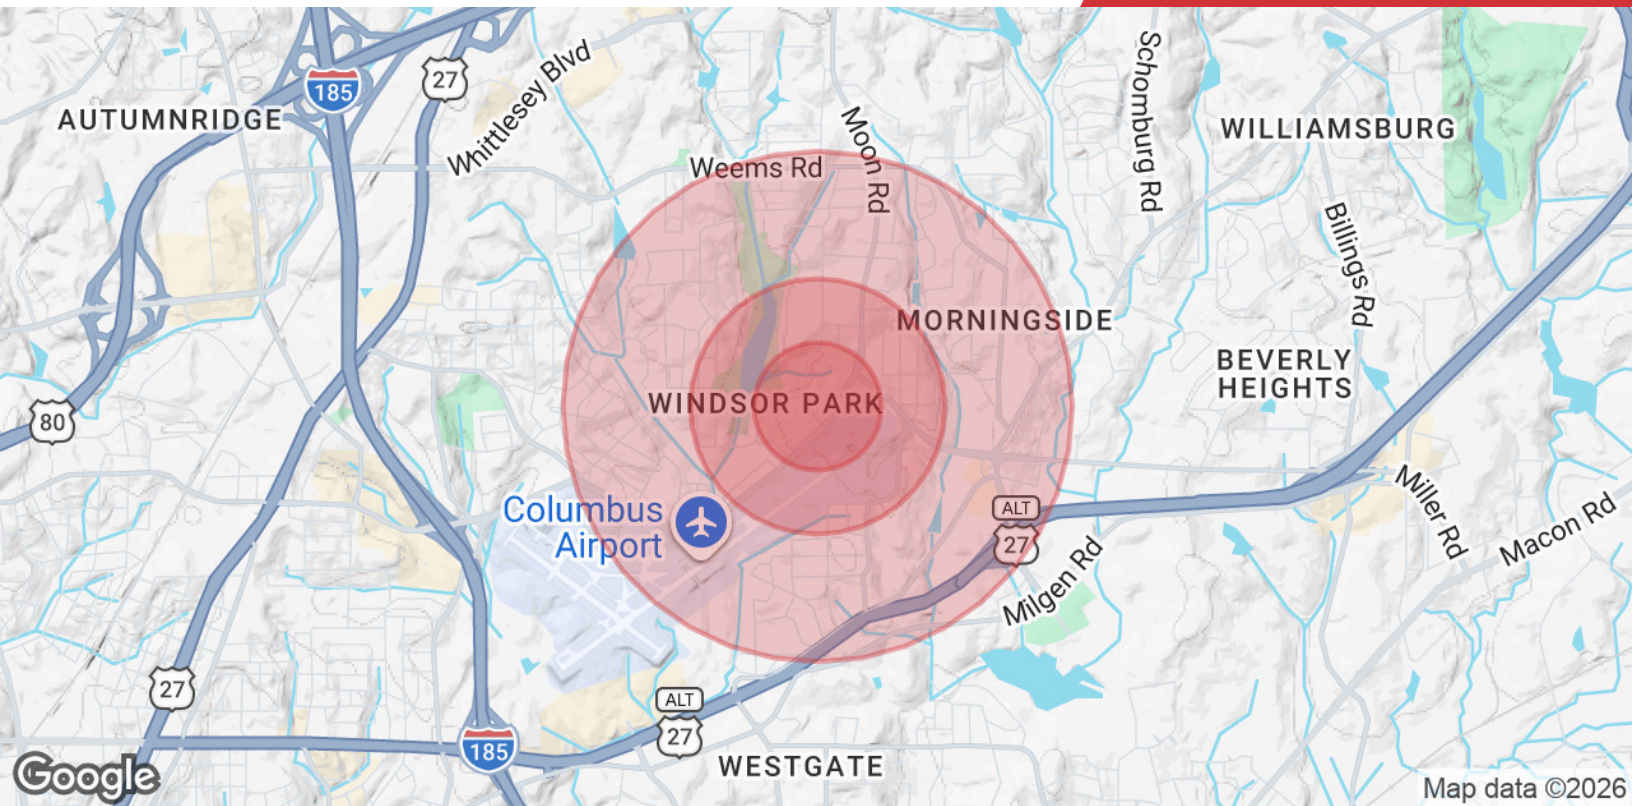 185
27
Whittlesey Blvd
AUTUMNRIDGE
Schomburg Rd
WILLIAMSBURG
Weems Rd
Moon Rd
Billings Rd
MORNINGSIDE
BEVERLY
HEIGHTS
80
WINDSOR PARK
Columbus
Airport
ALT
27
Milgen Rd
Miller Rd
Macon Rd
27
ALT
27
185
WESTGATE
Google
Map data ©2026